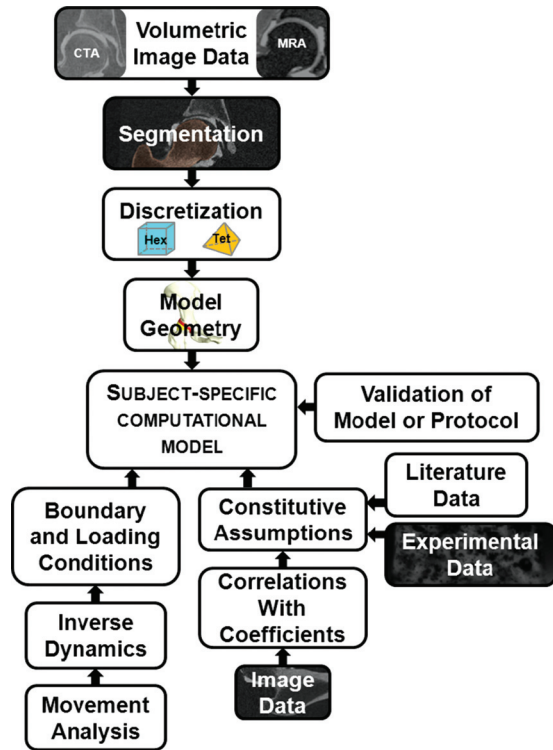 CTA
Volumetric
Image Data
MRA
Segmentation
Discretization
Hex
Tet
Model
Geometry
SUBJECT-SPECIFIC
COMPUTATIONAL
MODEL
Validation of
Model or Protocol
Boundary
and Loading
Conditions
Constitutive
Assumptions
Literature
Data
Experimental
Data
Inverse
Dynamics
Correlations
With
Coefficients
Movement
Analysis
Image
Data